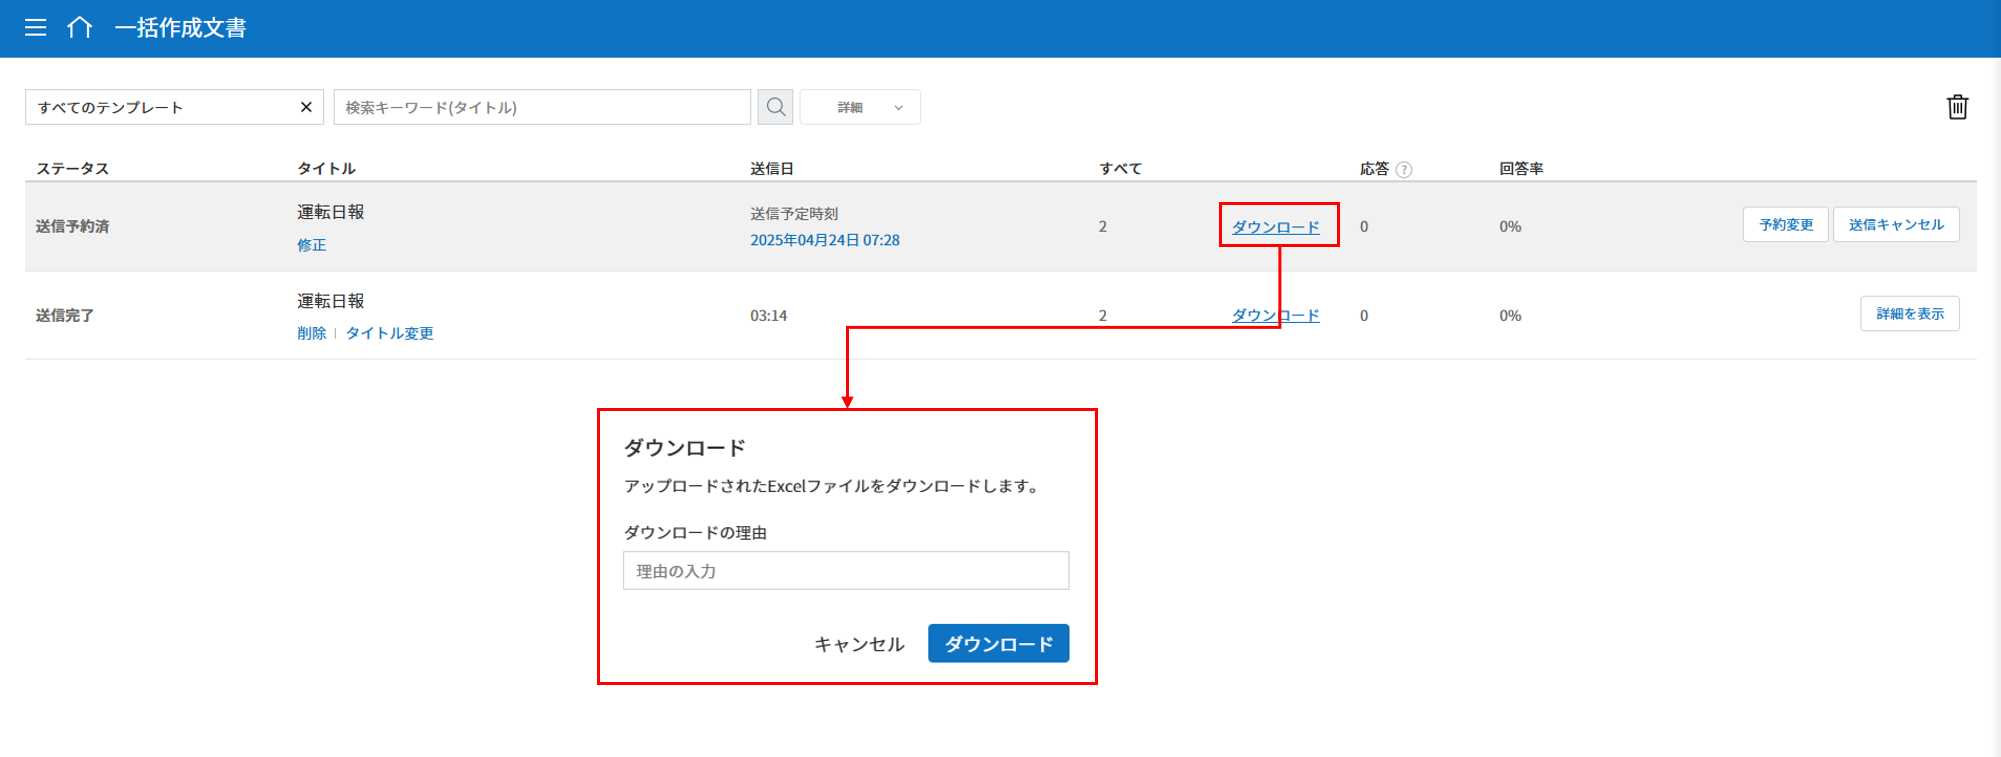 一括作成文書
すべてのテンプレート
検索キーワード(タイトル)
詳細
ステータス タイトル 送信日 すべて 応答 ? 回答率
送信予約済
運転日報
修正
送信予定時刻
2025年04月24日 07:28
2 ダウンロード 0 0% 予約変更 送信キャンセル
送信完了
運転日報
削除 | タイトル変更
03:14 2 ダウンロード 0 0% 詳細を表示
ダウンロード
アップロードされたExcelファイルをダウンロードします。
ダウンロードの理由
理由の入力
キャンセル ダウンロード